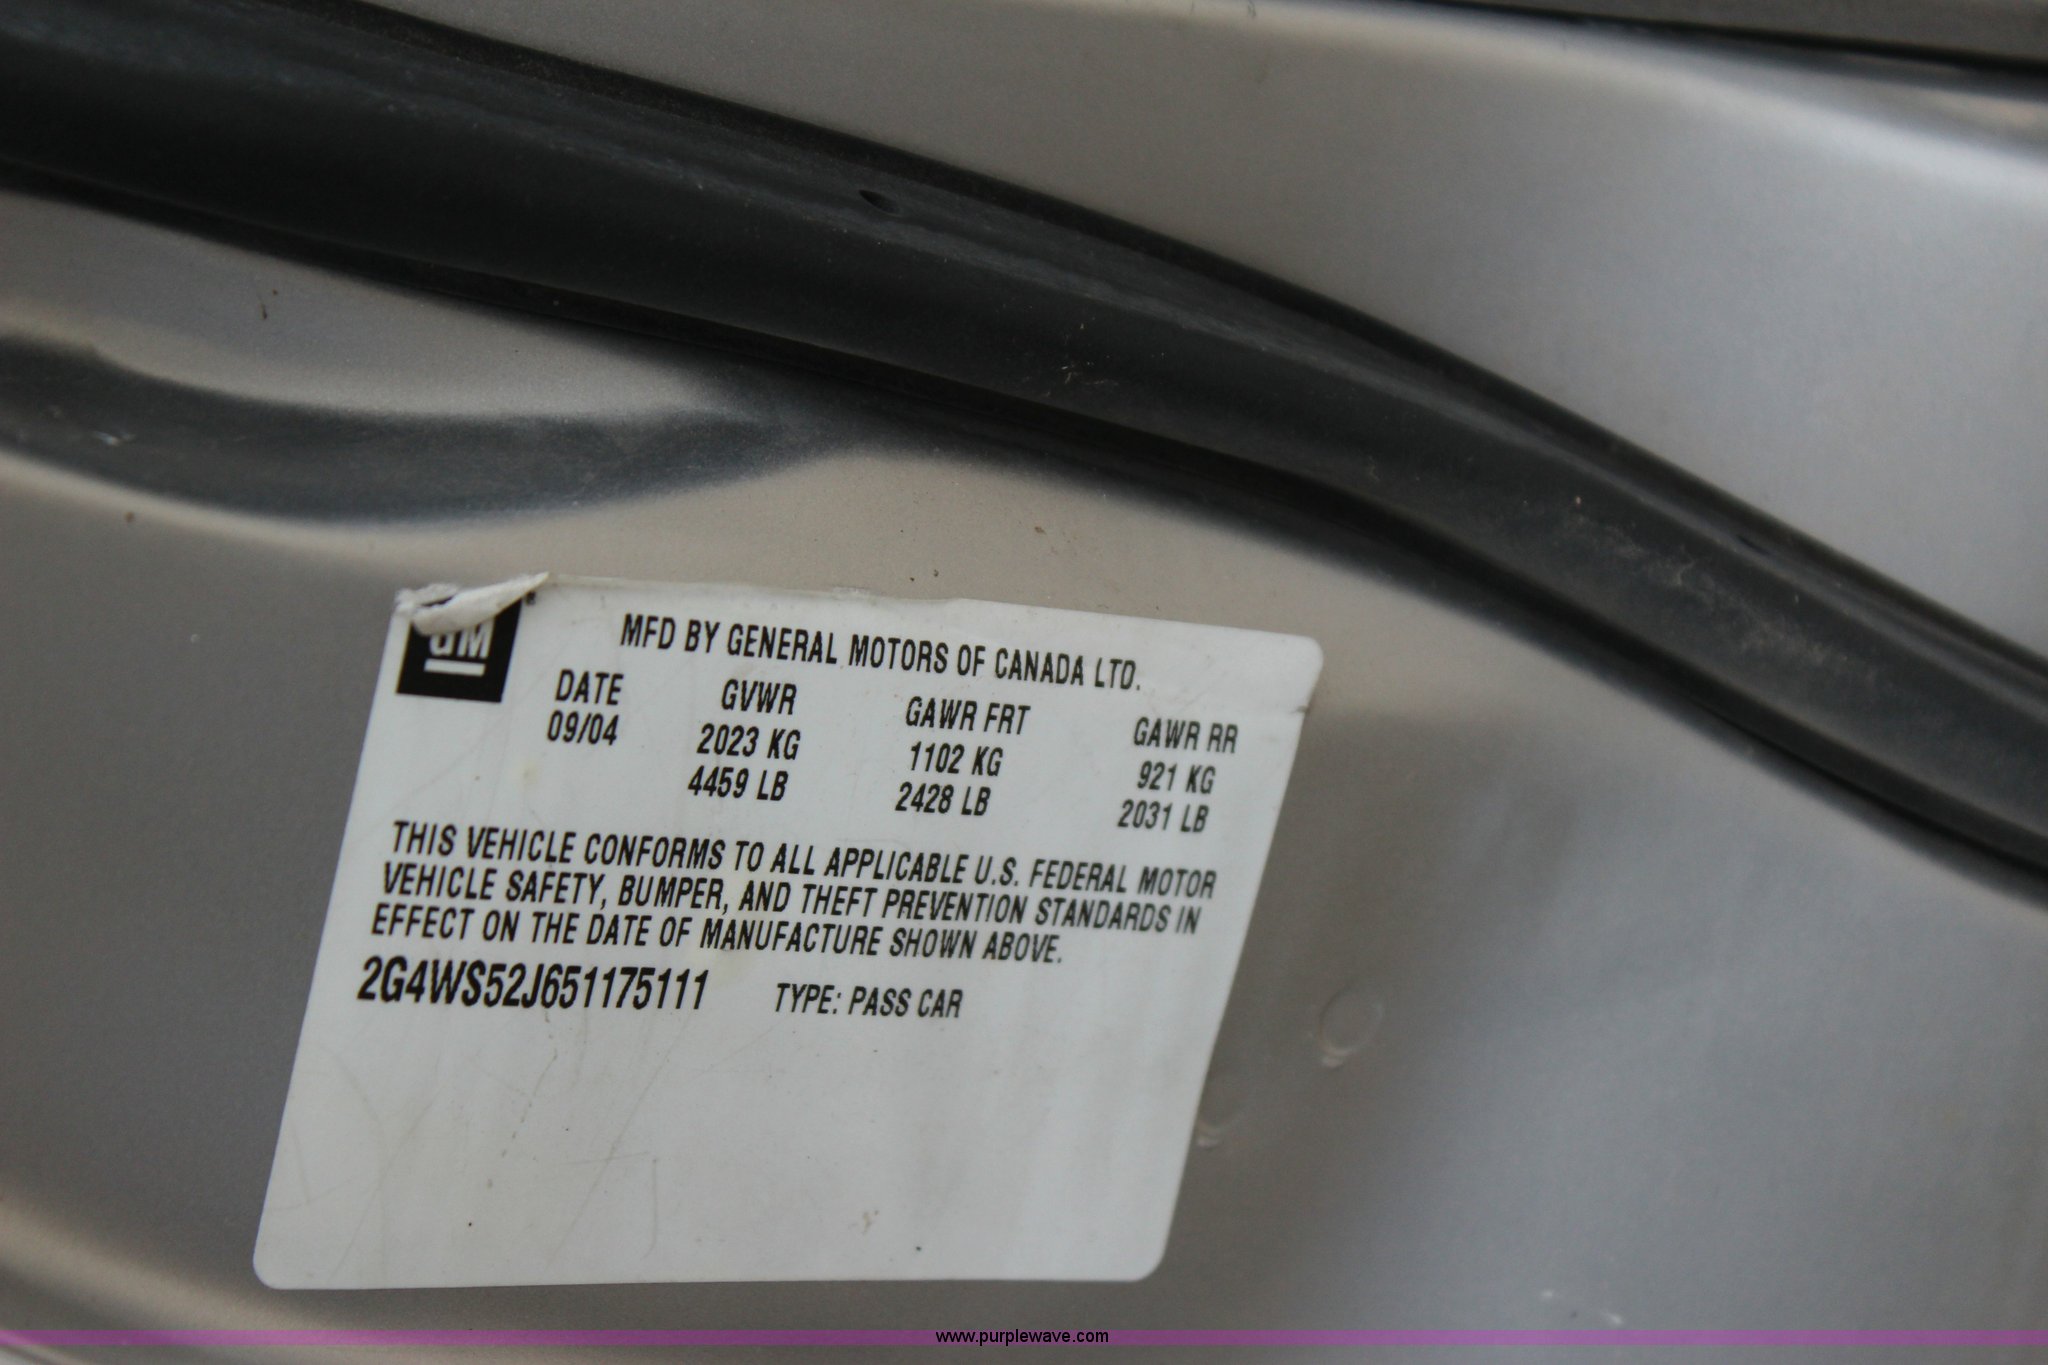 GM
MFD BY GENERAL MOTORS OF CANADA LTD.
DATE GVWR GAWR FRT GAWR RR
09/04 2023 KG 1102 KG 921 KG
4459 LB 2428 LB 2031 LB
THIS VEHICLE CONFORMS TO ALL APPLICABLE U.S. FEDERAL MOTOR
VEHICLE SAFETY, BUMPER, AND THEFT PREVENTION STANDARDS IN
EFFECT ON THE DATE OF MANUFACTURE SHOWN ABOVE.
2G4WS52J651175111 TYPE: PASS CAR
www.purplewave.com